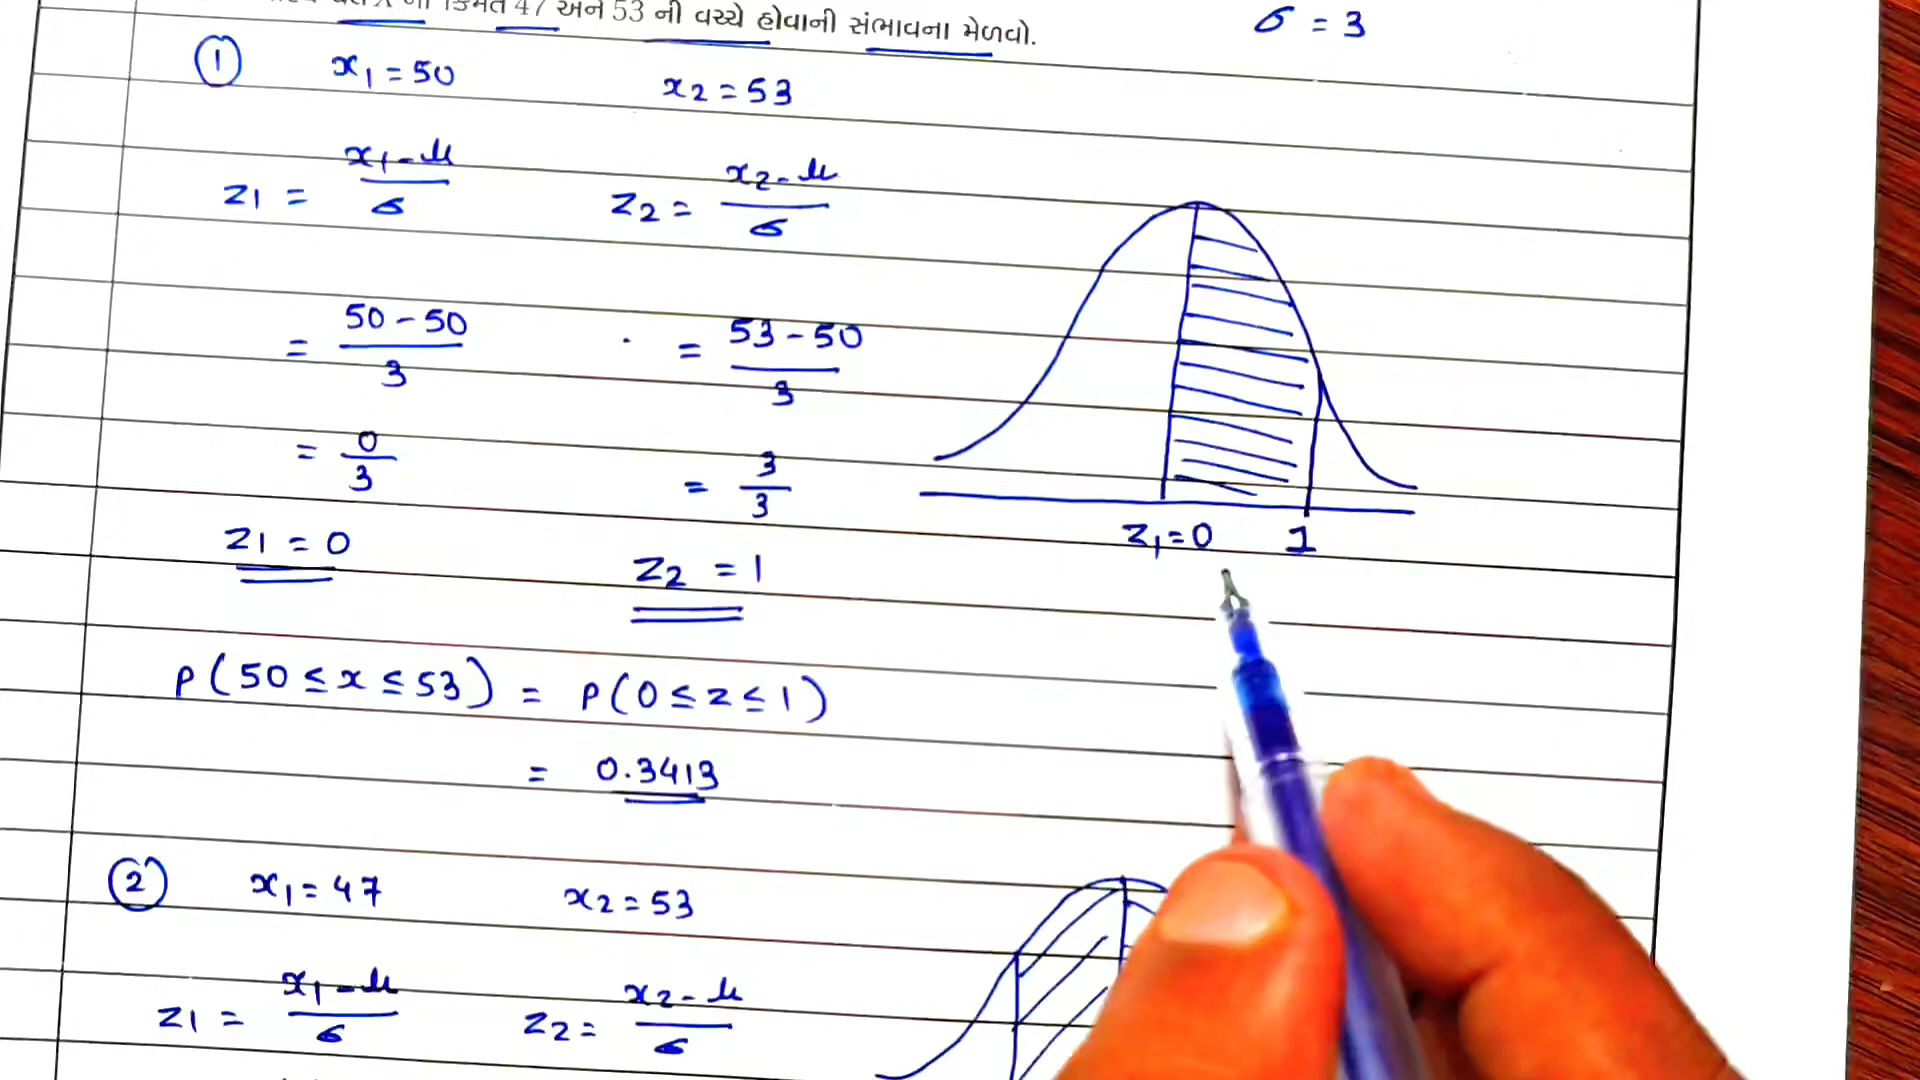 47 અને 53 ની વચ્ચે હોવાની સંભાવના મેળવો.
σ = 3
① x₁ = 50 x₂ = 53
z₁ = (x₁ - μ)/σ z₂ = (x₂ - μ)/σ
= (50 - 50)/3 = (53 - 50)/3
= 0/3 = 3/3
z₁ = 0 z₂ = 1
z₁ = 0 1
P(50 ≤ x ≤ 53) = P(0 ≤ z ≤ 1)
= 0.3413
② x₁ = 47 x₂ = 53
z₁ = (x₁ - μ)/σ z₂ = (x₂ - μ)/σ